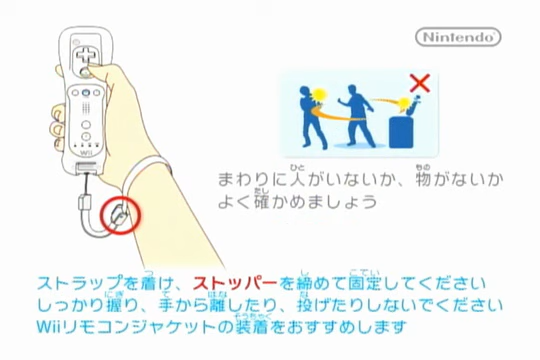 Nintendo
Wii
まわりに人がいないか、物がないか
よく確かめましょう
ストラップを着け、ストッパーを締めて固定してください
しっかり握り、手から離したり、投げたりしないでください
Wiiリモコンジャケットの装着をおすすめします